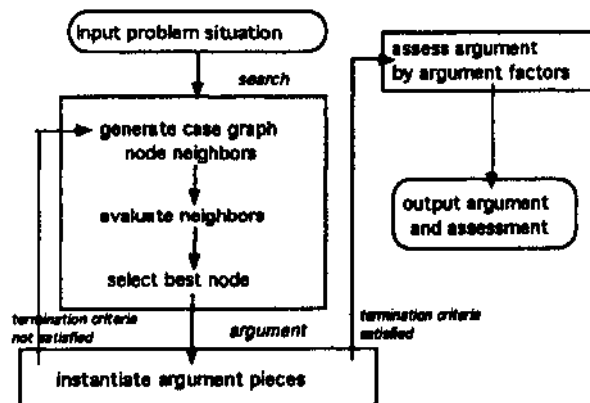 input problem situation
search
generate case graph
node neighbors
evaluate neighbors
select best node
termination criteria
not satisfied
argument
instantiate argument pieces
termination criteria
satisfied
assess argument
by argument factors
output argument
and assessment